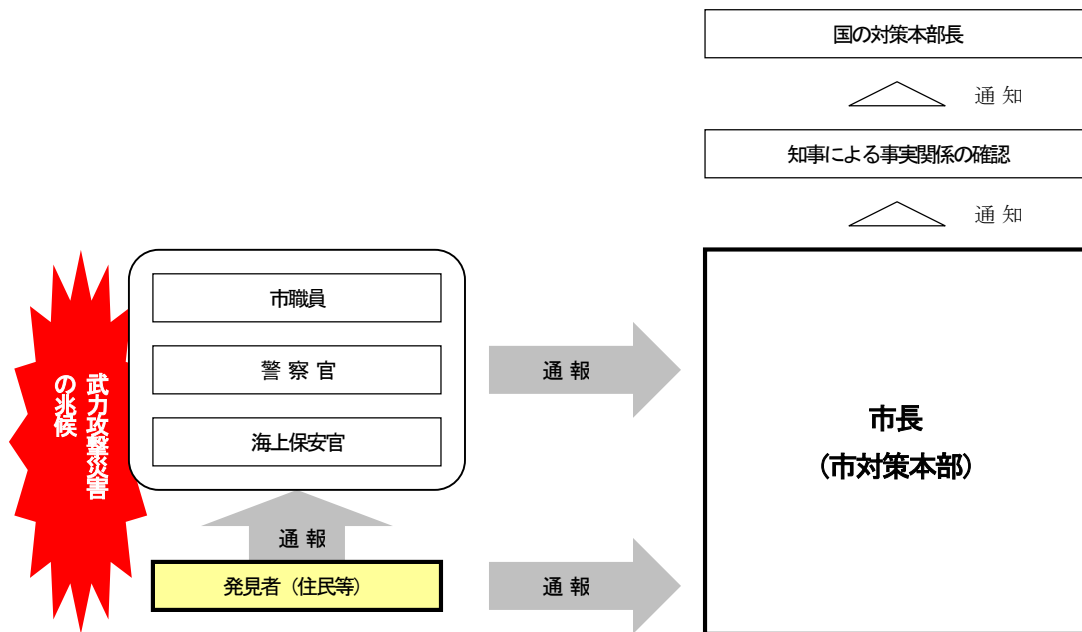 国の対策本部長
通 知
知事による事実関係の確認
通 知
武力攻撃災害
の兆候
市職員
警 察 官
海上保安官
通 報
市長
(市対策本部)
通 報
発見者（住民等）
通 報